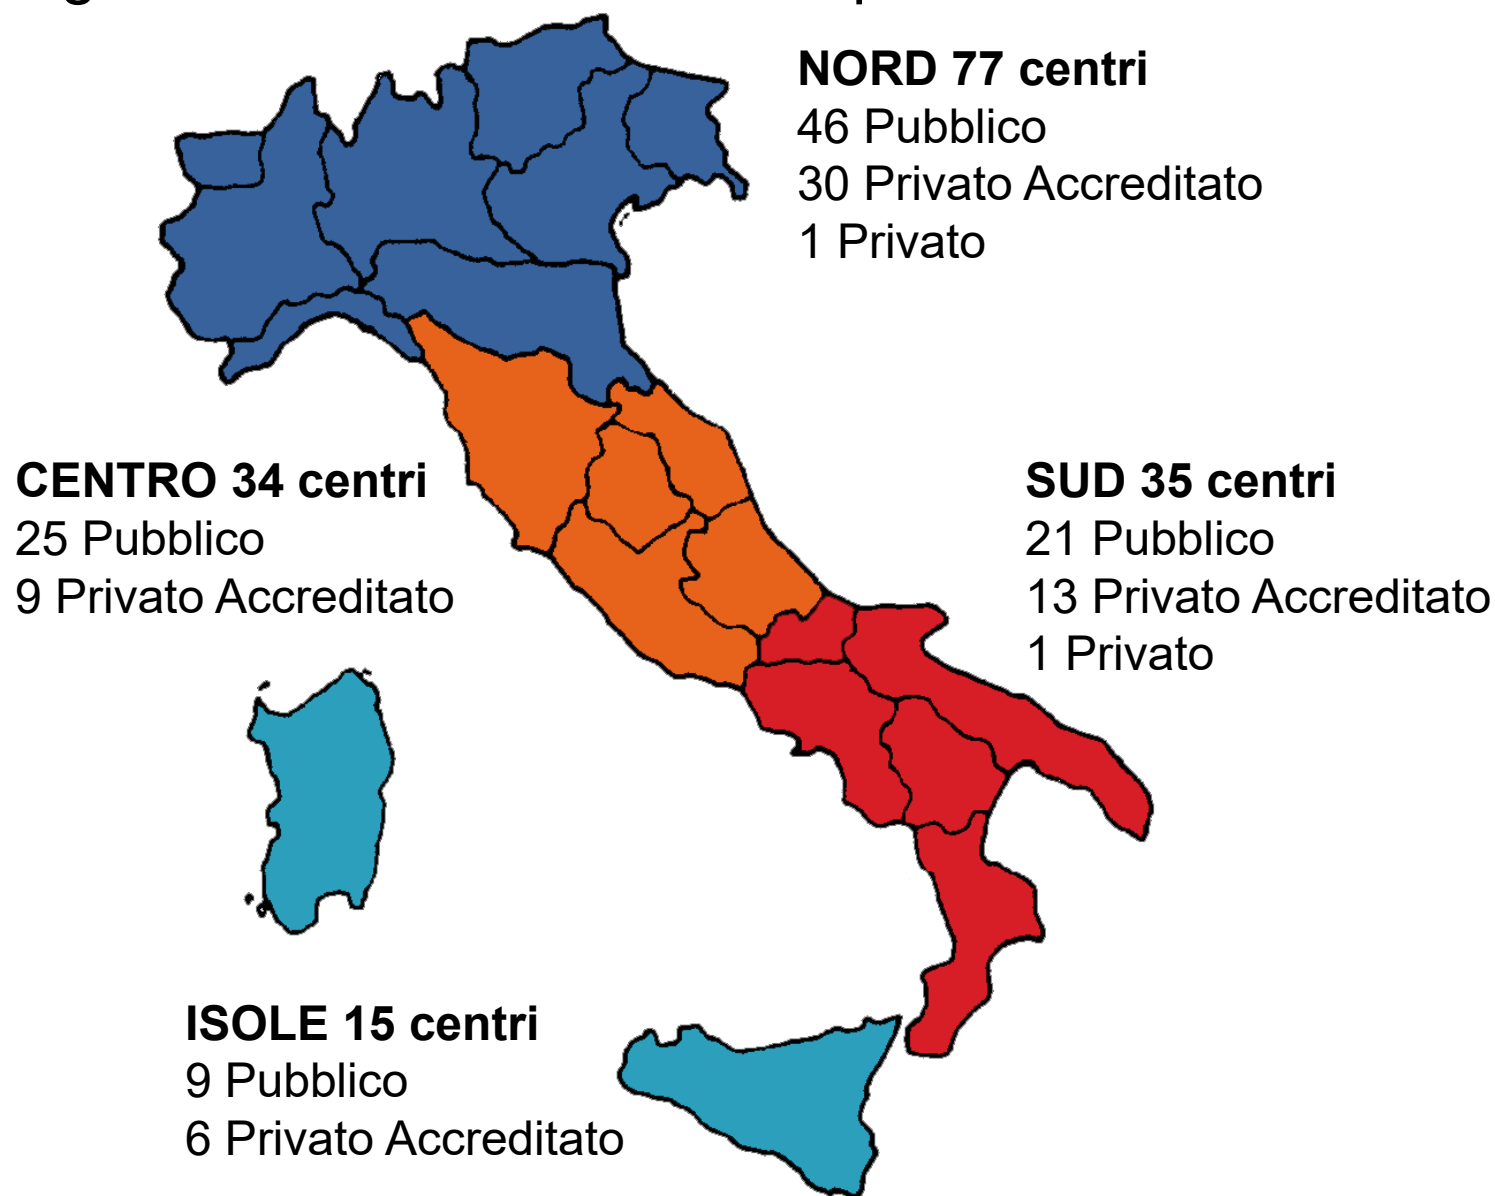 NORD 77 centri
46 Pubblico
30 Privato Accreditato
1 Privato
CENTRO 34 centri
25 Pubblico
9 Privato Accreditato
SUD 35 centri
21 Pubblico
13 Privato Accreditato
1 Privato
ISOLE 15 centri
9 Pubblico
6 Privato Accreditato